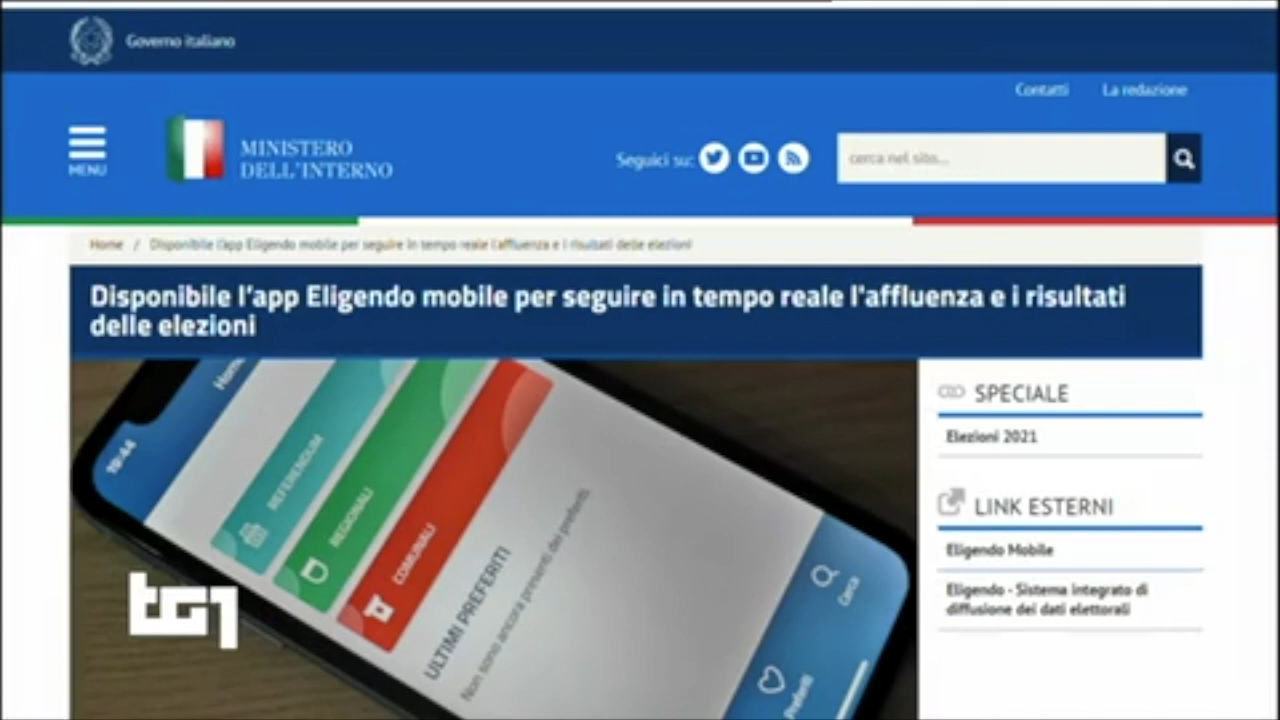 Governo italiano
Contatti
La redazione
MENU
MINISTERO
DELL'INTERNO
Seguici su:
cerca nel sito...
Home / Disponibile l'app Eligendo mobile per seguire in tempo reale l'affluenza e i risultati delle elezioni
Disponibile l'app Eligendo mobile per seguire in tempo reale l'affluenza e i risultati
delle elezioni
Home
19:44
REFERENDUM
REGIONALI
COMUNALI
ULTIMI PREFERITI
Non sono ancora presenti dei preferiti
Cerca
Preferiti
SPECIALE
Elezioni 2021
LINK ESTERNI
Eligendo Mobile
Eligendo - Sistema integrato di
diffusione dei dati elettorali
tg1